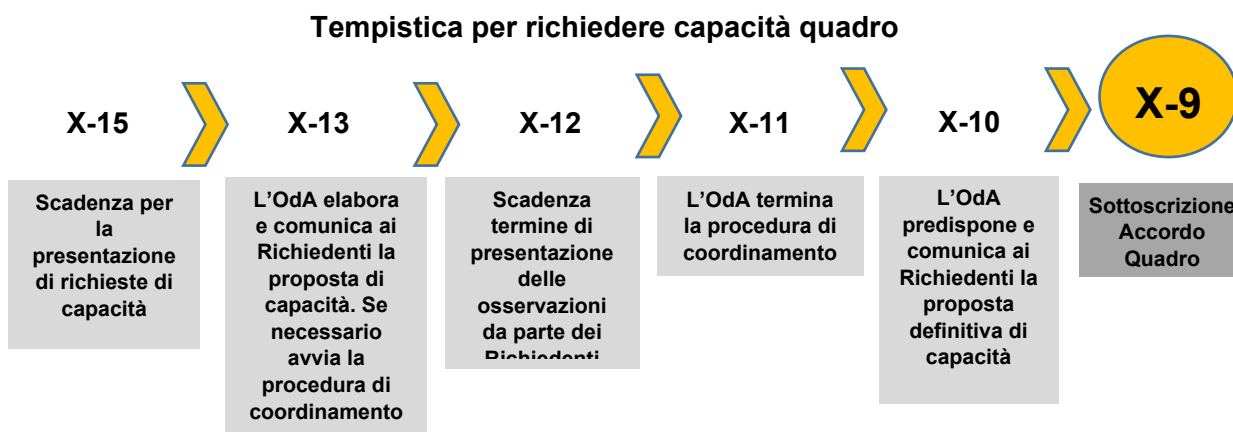 Tempistica per richiedere capacità quadro
X-15
X-13
X-12
X-11
X-10
X-9
Scadenza per
la
presentazione
di richieste di
capacità
L'OdA elabora
e comunica ai
Richiedenti la
proposta di
capacità. Se
necessario
avvia la
procedura di
coordinamento
Scadenza
termine di
presentazione
delle
osservazioni
da parte dei
Richiedenti
L'OdA termina
la procedura di
coordinamento
L'OdA
predispone e
comunica ai
Richiedenti la
proposta
definitiva di
capacità
Sottoscrizione
Accordo
Quadro